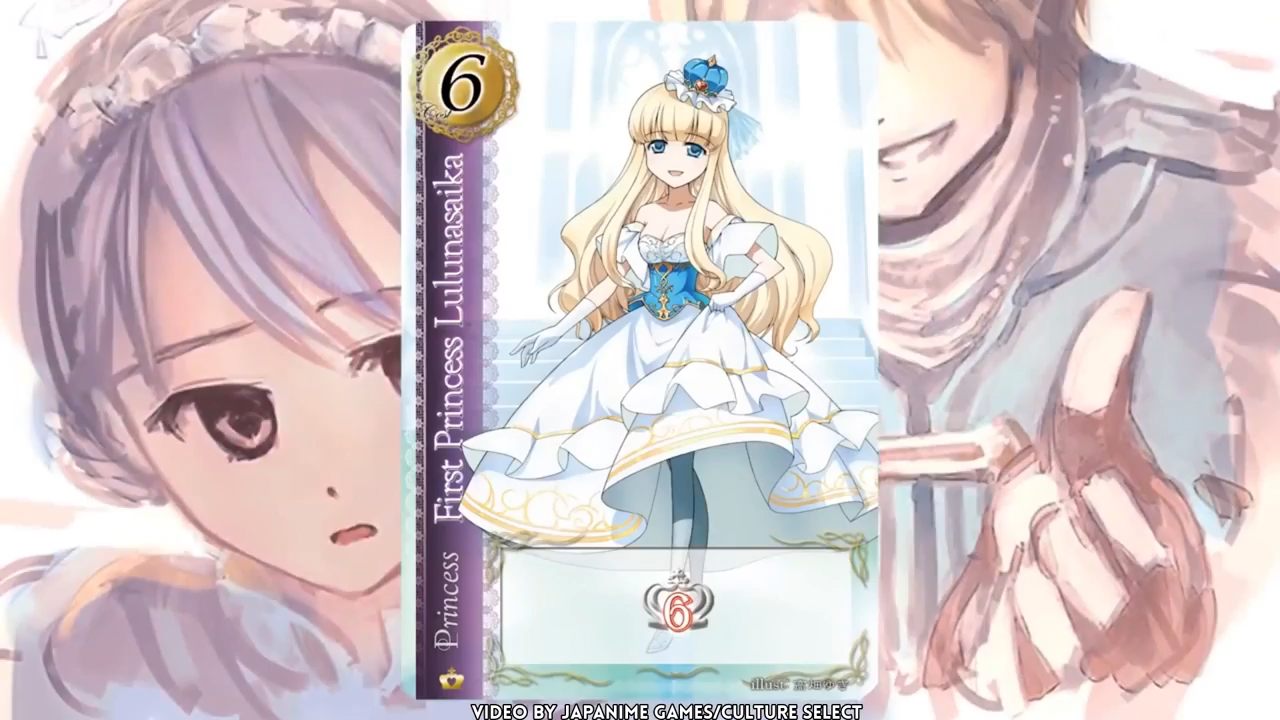 6
Cost
First Princess Lulunasaika
Princess
6
illust
VIDEO BY JAPANIME GAMES/CULTURE SELECT